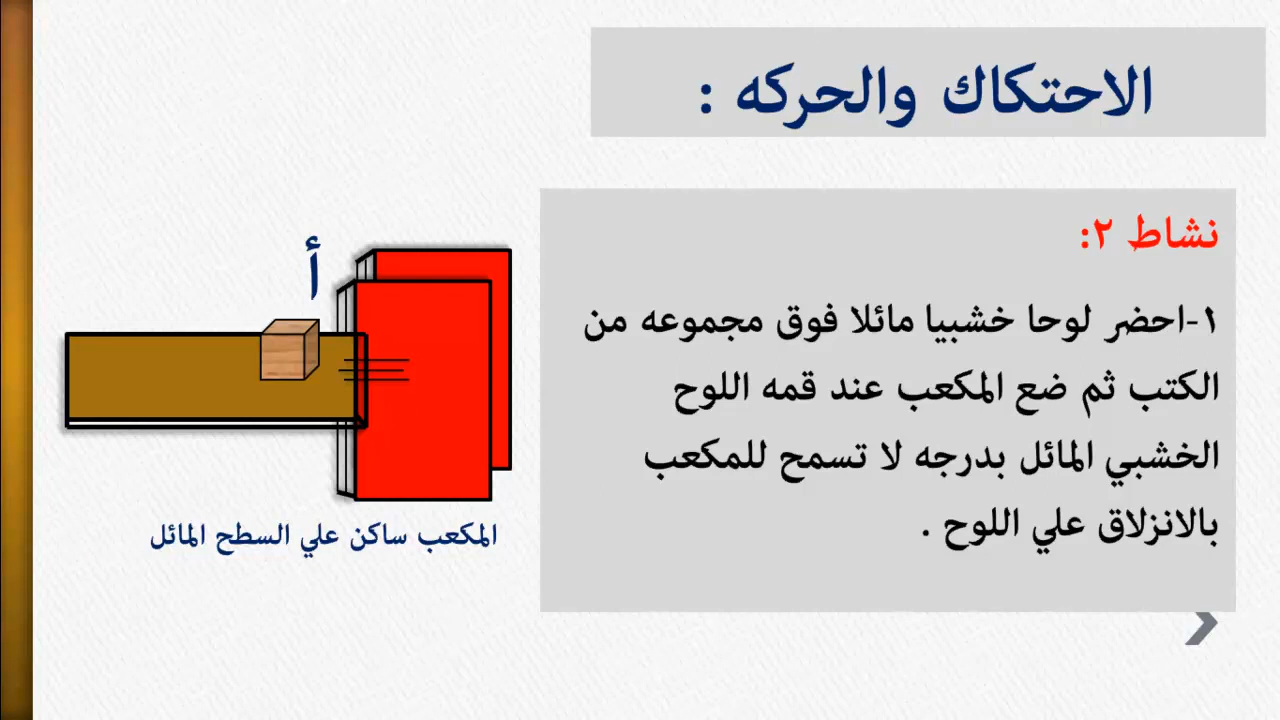 الاحتكاك والحركه :
نشاط ٢:
١-احضر لوحا خشبيا مائلا فوق مجموعه من
الكتب ثم ضع المكعب عند قمه اللوح
الخشبي المائل بدرجه لا تسمح للمكعب
بالانزلاق علي اللوح .
أ
المكعب ساكن علي السطح المائل